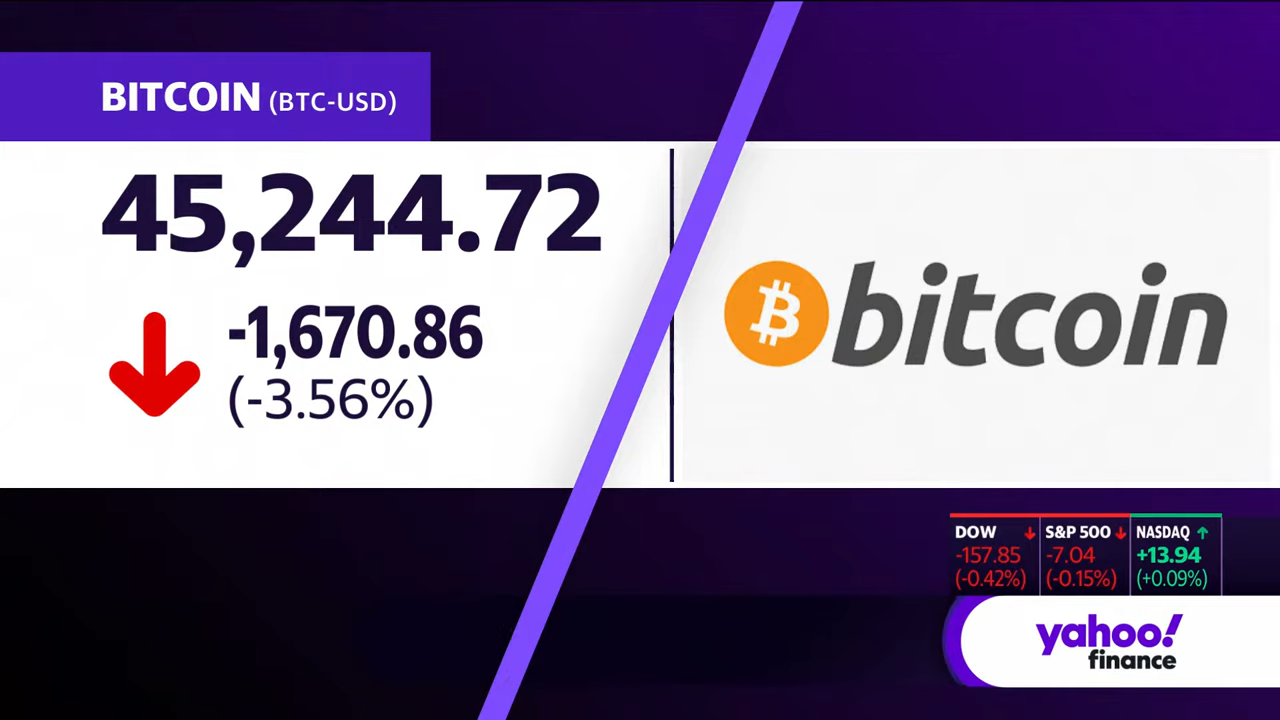 BITCOIN (BTC-USD)
45,244.72
-1,670.86
(-3.56%)
bitcoin
DOW
-157.85
(-0.42%)
S&P 500
-7.04
(-0.15%)
NASDAQ
+13.94
(+0.09%)
yahoo!
finance